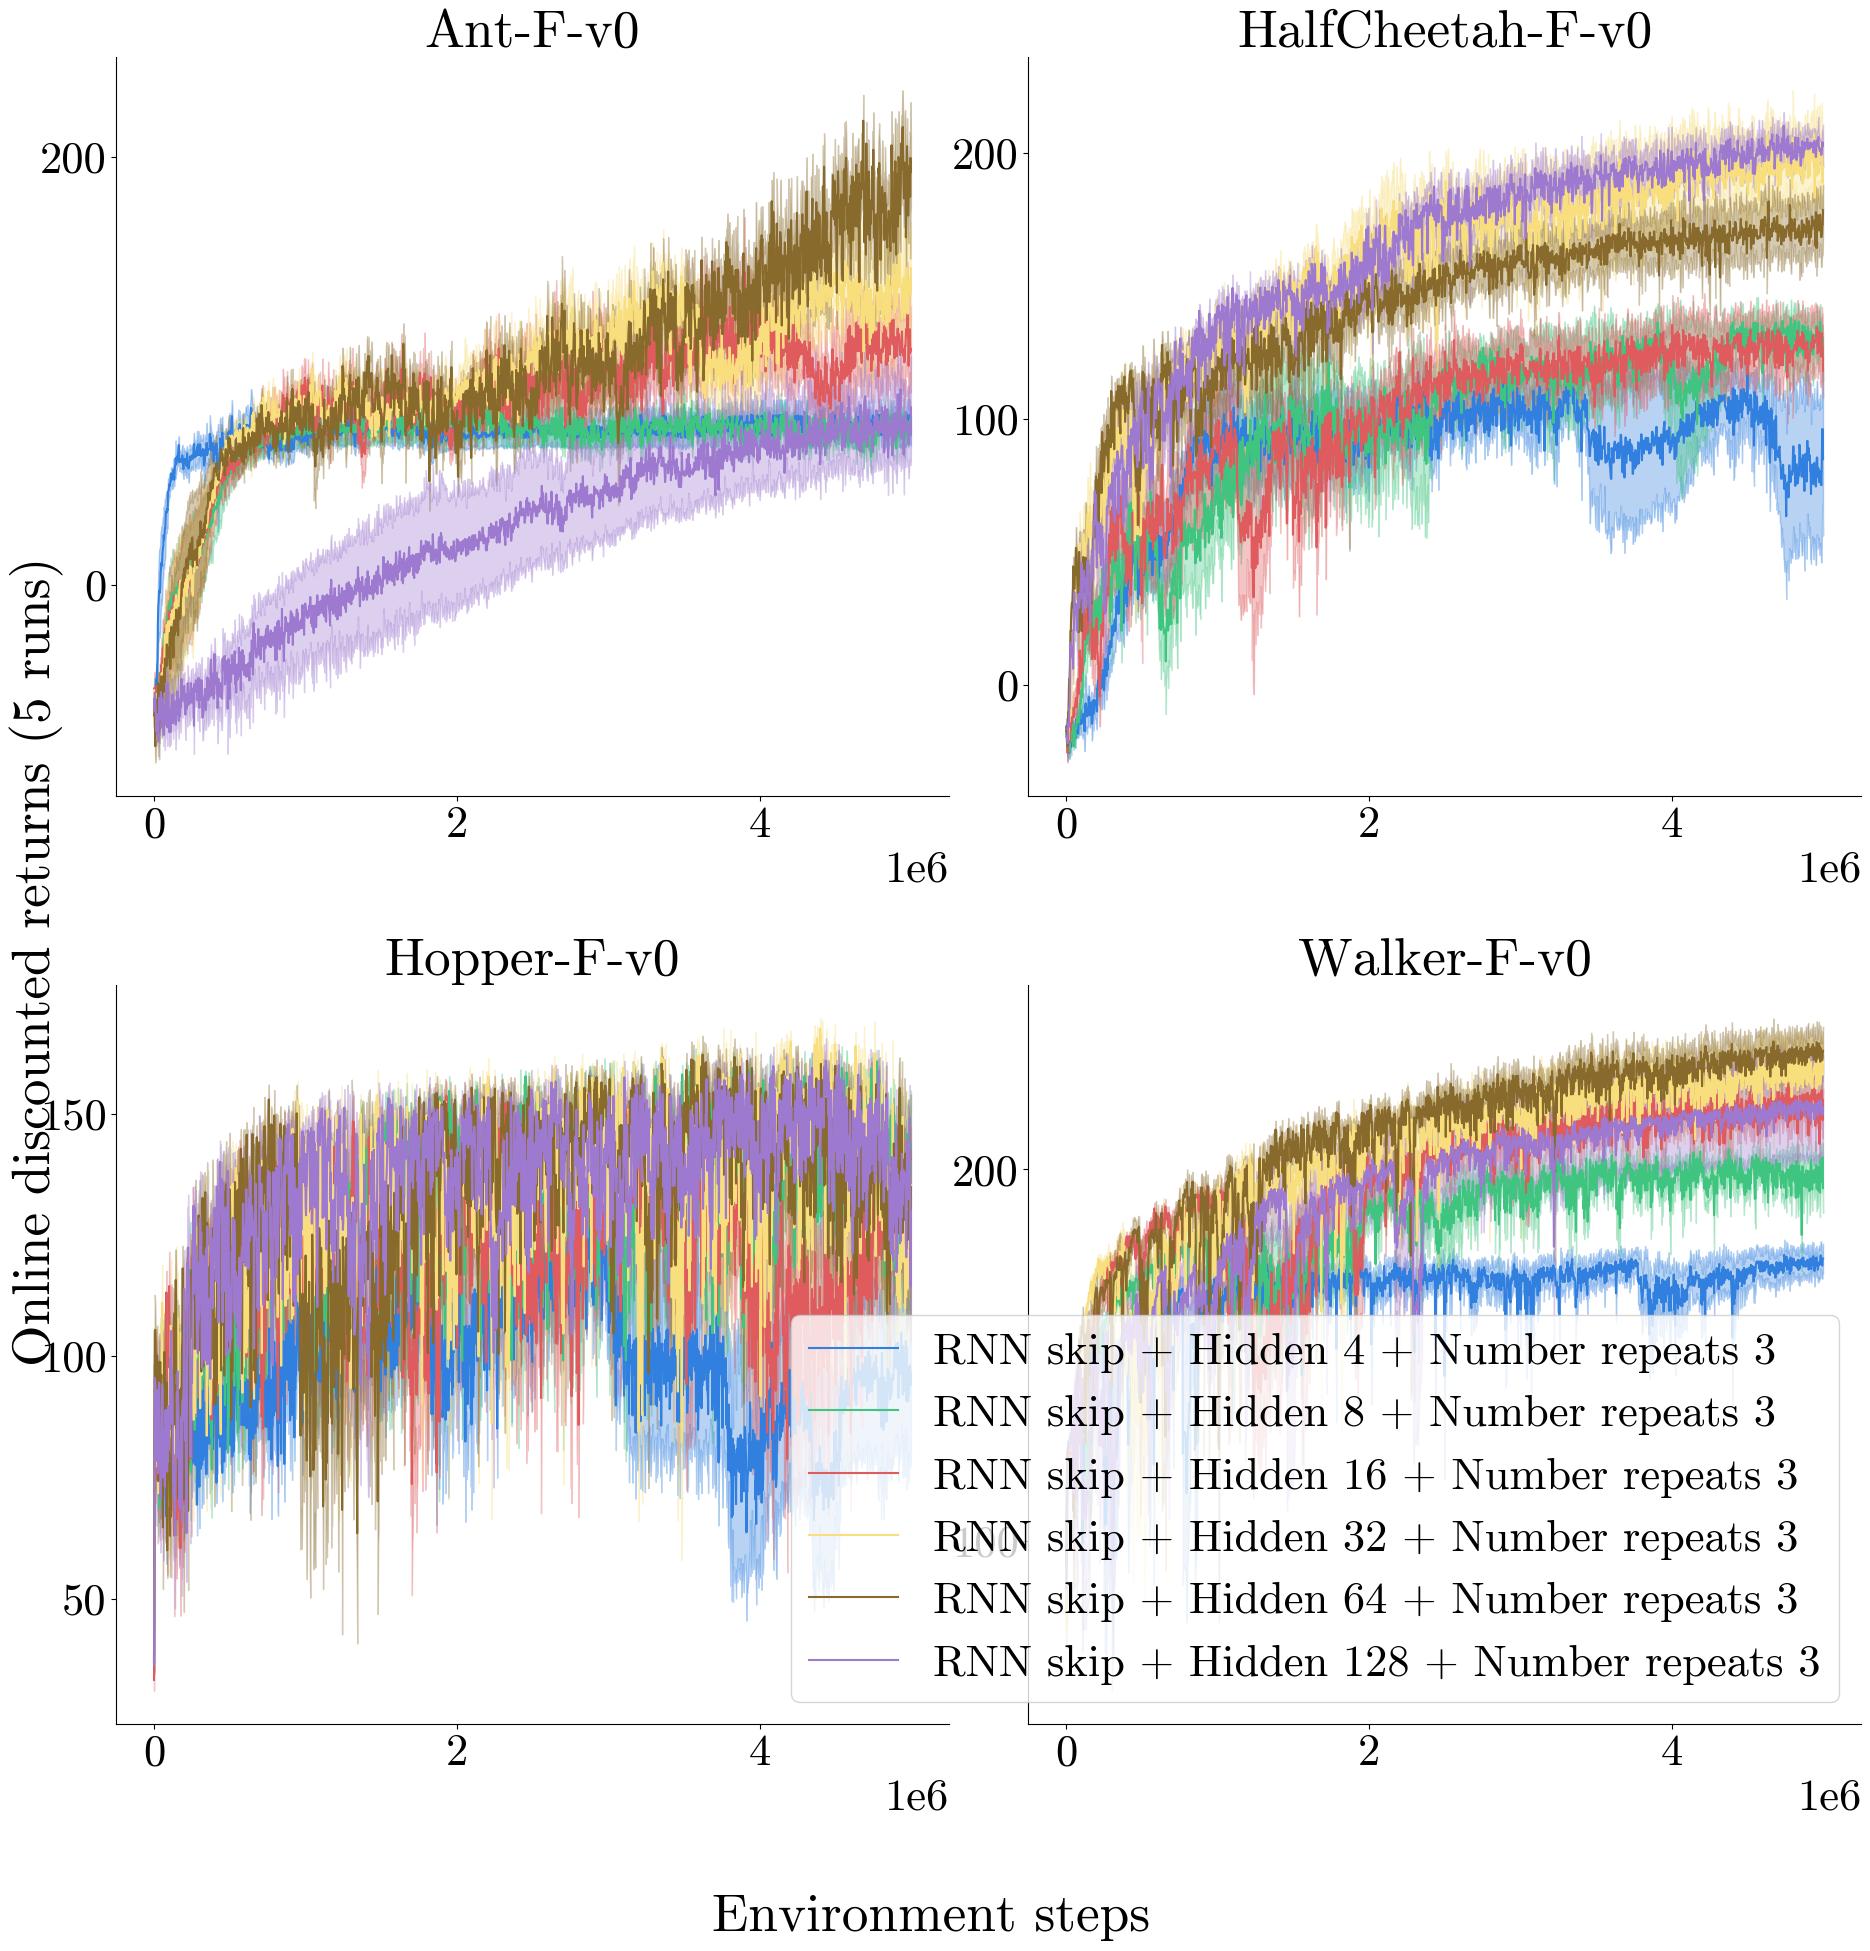 Ant-F-v0
HalfCheetah-F-v0
200
0
0
2
4
1e6
200
100
0
0
2
4
1e6
Online discounted returns (5 runs)
Hopper-F-v0
Walker-F-v0
150
100
50
0
2
4
1e6
200
100
0
2
4
1e6
RNN skip + Hidden 4 + Number repeats 3
RNN skip + Hidden 8 + Number repeats 3
RNN skip + Hidden 16 + Number repeats 3
RNN skip + Hidden 32 + Number repeats 3
RNN skip + Hidden 64 + Number repeats 3
RNN skip + Hidden 128 + Number repeats 3
Environment steps